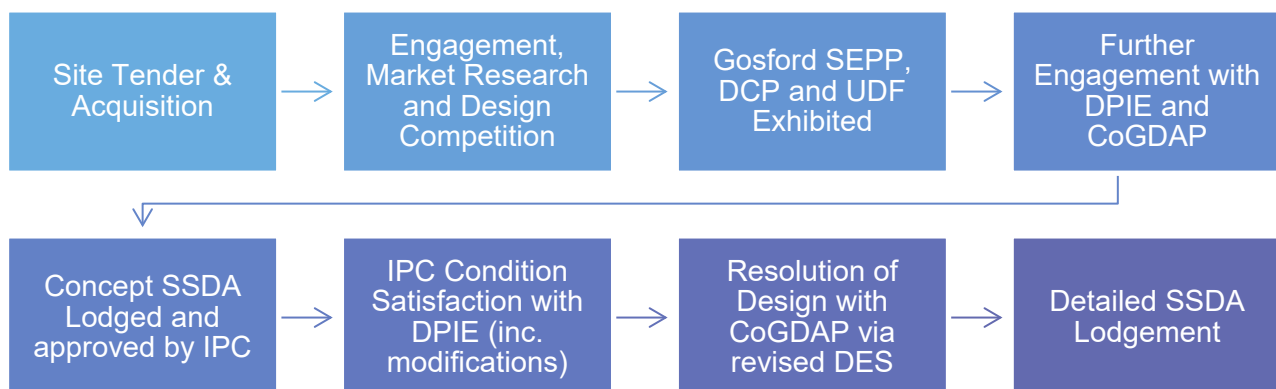 Site Tender &
Acquisition
Engagement,
Market Research
and Design
Competition
Gosford SEPP,
DCP and UDF
Exhibited
Further
Engagement with
DPIE and
CoGDAP
Concept SSDA
Lodged and
approved by IPC
IPC Condition
Satisfaction with
DPIE (inc.
modifications)
Resolution of
Design with
CoGDAP via
revised DES
Detailed SSDA
Lodgement